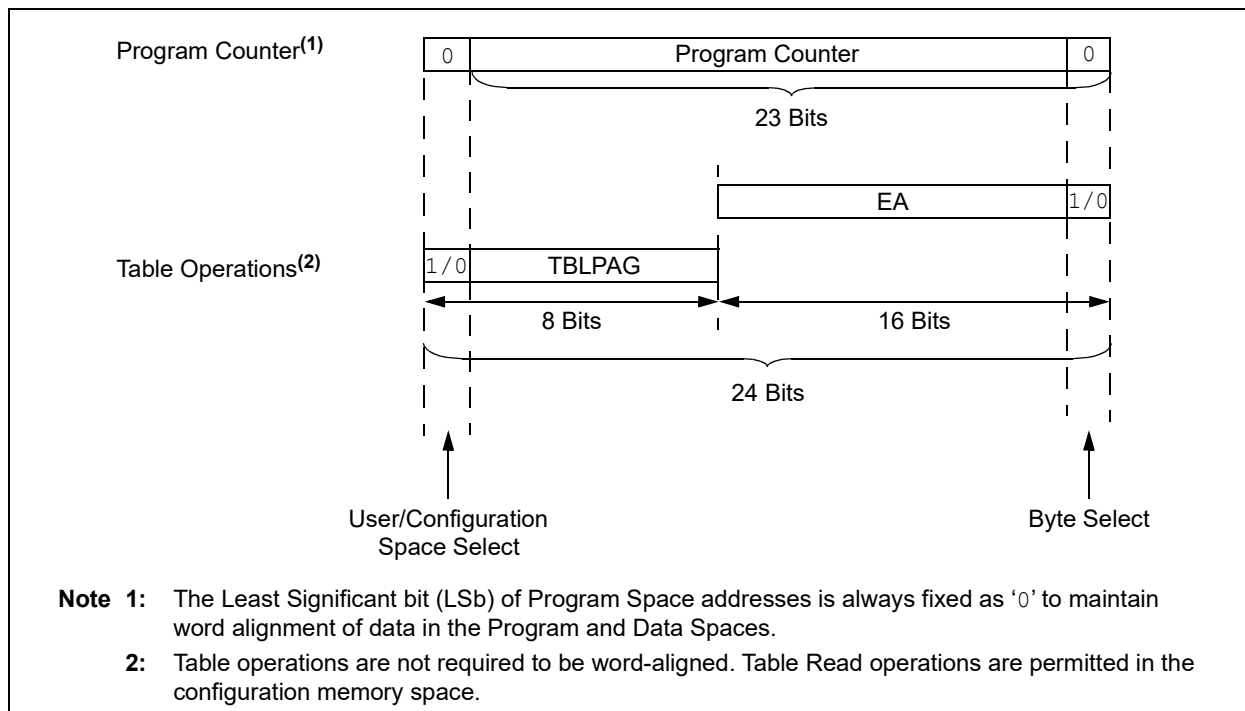 Program Counter(1)
0 Program Counter 0
23 Bits
EA 1/0
Table Operations(2)
1/0 TBLPAG
8 Bits 16 Bits
24 Bits
User/Configuration
Space Select
Byte Select
Note 1: The Least Significant bit (LSb) of Program Space addresses is always fixed as ‘0’ to maintain
word alignment of data in the Program and Data Spaces.
2: Table operations are not required to be word-aligned. Table Read operations are permitted in the
configuration memory space.